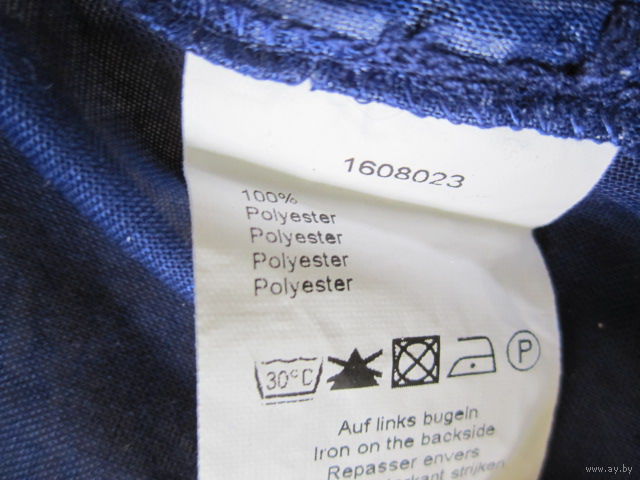 1608023
100%
Polyester
Polyester
Polyester
Polyester
30°C
P
Auf links bugeln
Iron on the backside
Repasser envers
strijken
www.ay.by